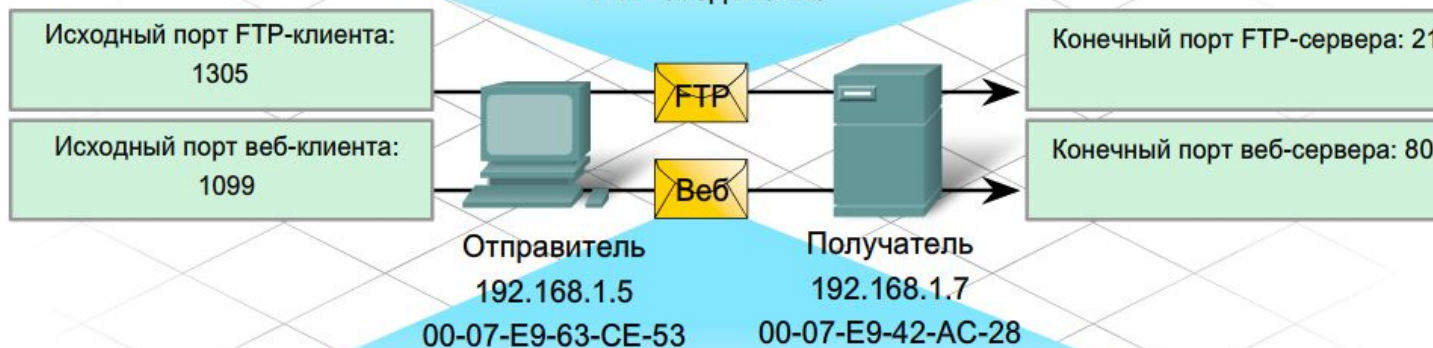 Исходный порт FTP-клиента:
1305
Конечный порт FTP-сервера: 21
FTP
Исходный порт веб-клиента:
1099
Конечный порт веб-сервера: 80
Веб
Отправитель
192.168.1.5
00-07-E9-63-CE-53
Получатель
192.168.1.7
00-07-E9-42-AC-28